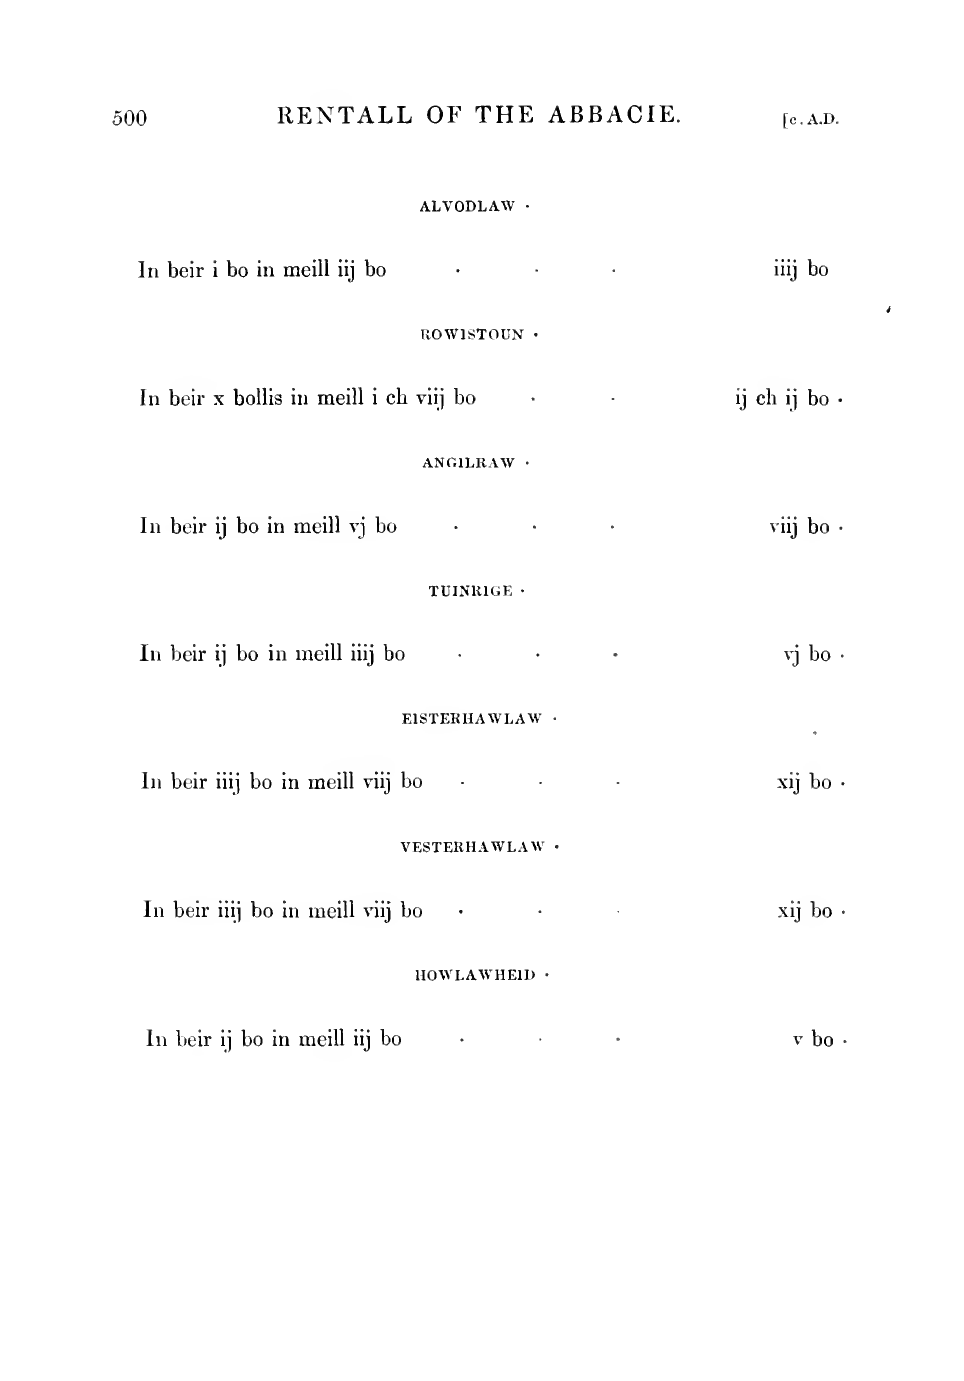 500 RENTALL OF THE ABBACIE. [c. A.D.
ALVODLAW ·
In beir i bo in meill iij bo · · · iiij bo
ROWISTOUN ·
In beir x bollis in meill i ch viij bo · · ij ch ij bo ·
ANGILRAW ·
In beir ij bo in meill vj bo · · · viij bo ·
TUINRIGE ·
In beir ij bo in meill iiij bo · · · vj bo ·
EISTERHAWLAW ·
In beir iiij bo in meill viij bo · · · xij bo ·
VESTERHAWLAW ·
In beir iiij bo in meill viij bo · · · xij bo ·
HOWLAWHEID ·
In beir ij bo in meill iij bo · · · v bo ·